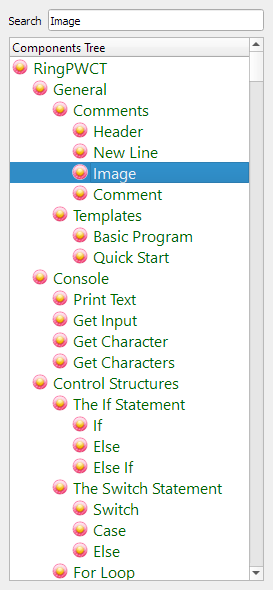 Search Image
Components Tree
RingPWCT
General
Comments
Header
New Line
Image
Comment
Templates
Basic Program
Quick Start
Console
Print Text
Get Input
Get Character
Get Characters
Control Structures
The If Statement
If
Else
Else If
The Switch Statement
Switch
Case
Else
For Loop